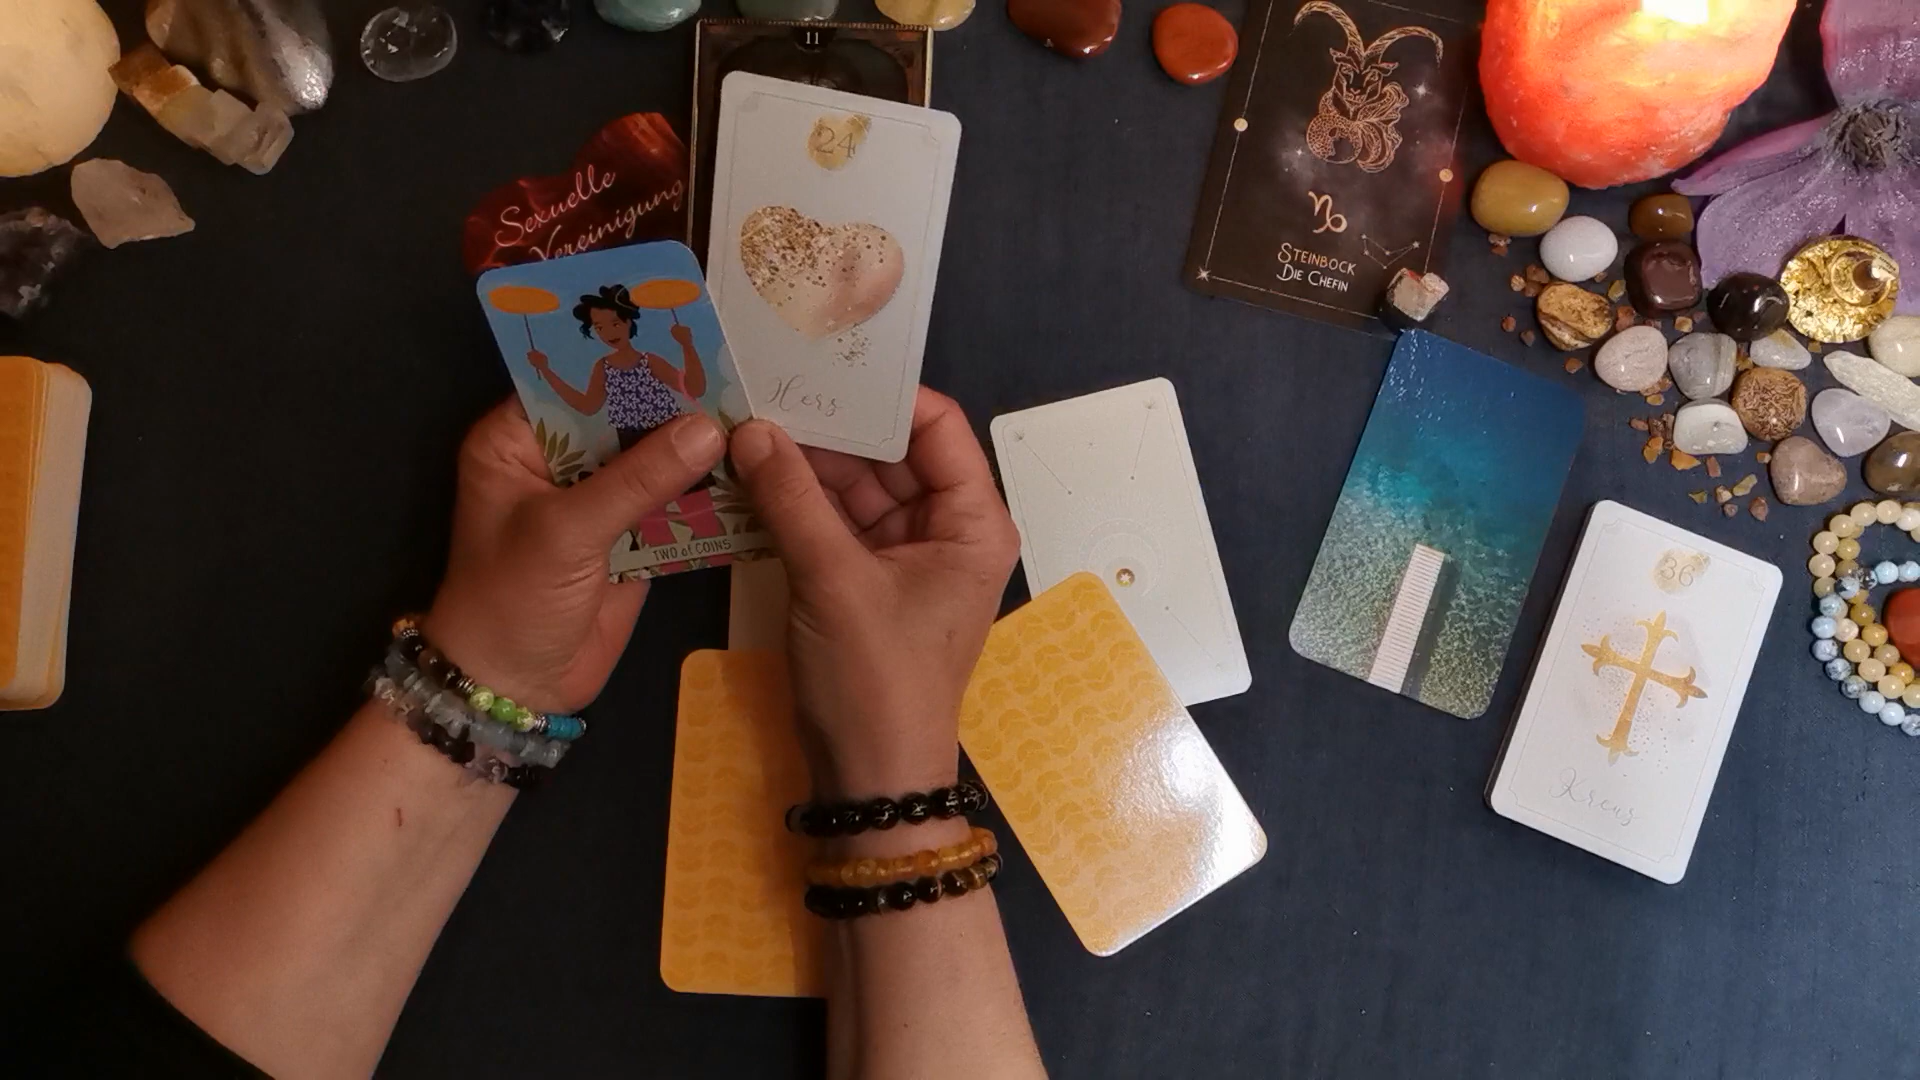 11
24
Sexuelle
Vereinigung
♑
STEINBOCK
DIE CHEFIN
Herz
TWO of COINS
36
Kreuz